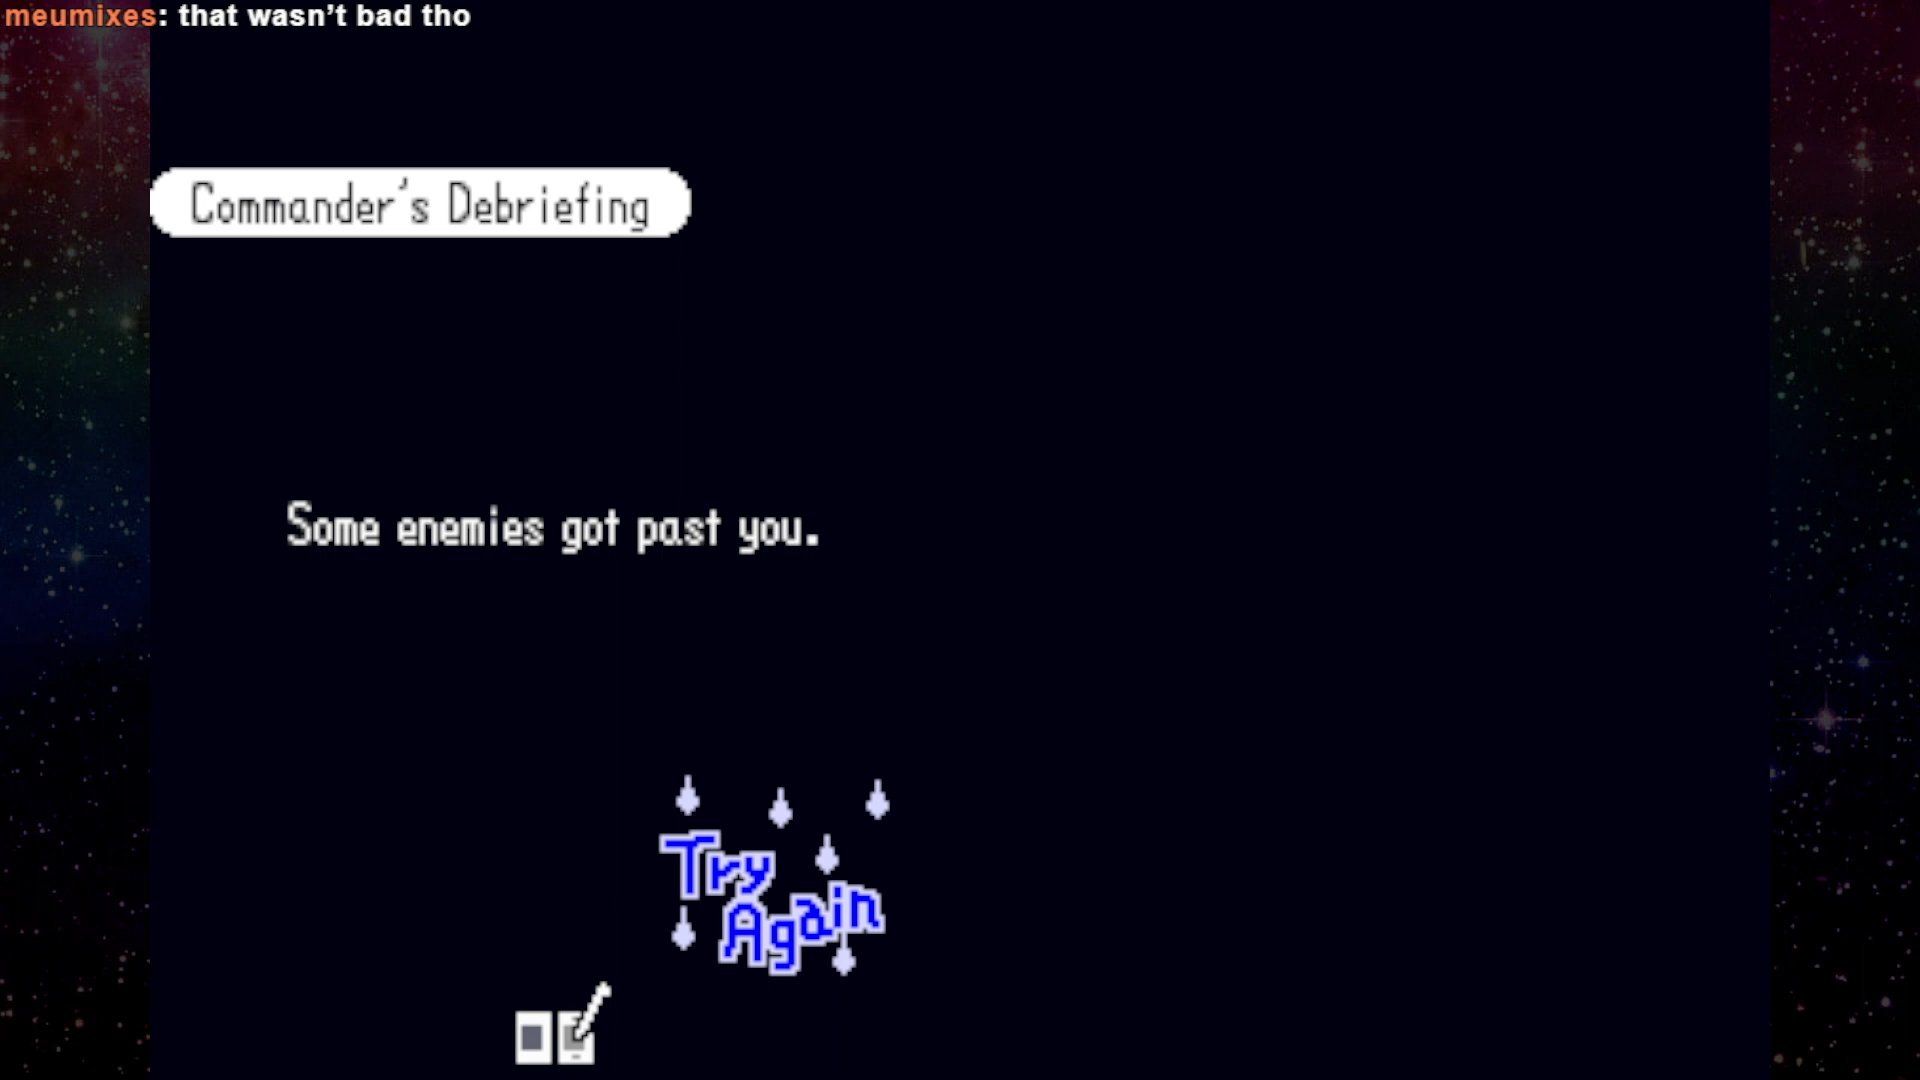 meumixes: that wasn't bad tho
Commander's Debriefing
Some enemies got past you.
Try
Again